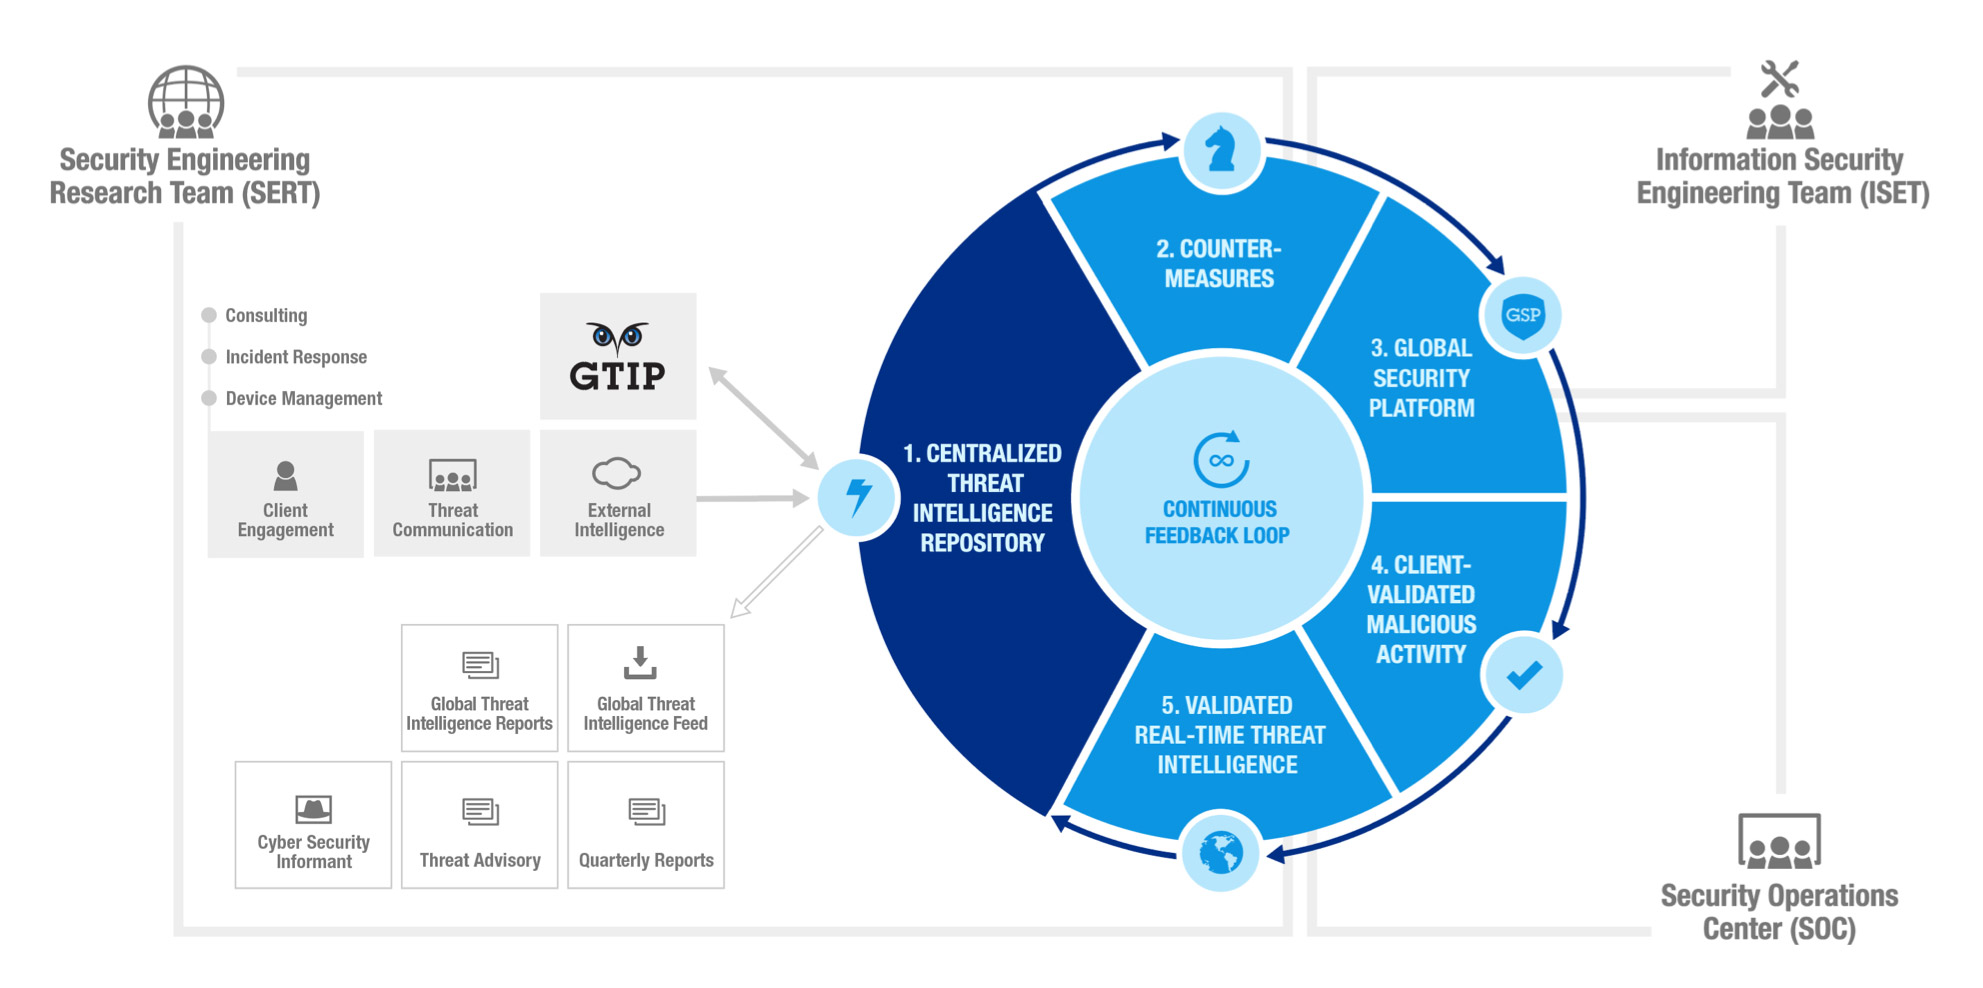 Security Engineering
Research Team (SERT)
Information Security
Engineering Team (ISET)
Consulting
Incident Response
Device Management
GTIP
Client
Engagement
Threat
Communication
External
Intelligence
Global Threat
Intelligence Reports
Global Threat
Intelligence Feed
Cyber Security
Informant
Threat Advisory
Quarterly Reports
1. CENTRALIZED
THREAT
INTELLIGENCE
REPOSITORY
2. COUNTER-
MEASURES
GSP
3. GLOBAL
SECURITY
PLATFORM
CONTINUOUS
FEEDBACK LOOP
4. CLIENT-
VALIDATED
MALICIOUS
ACTIVITY
5. VALIDATED
REAL-TIME THREAT
INTELLIGENCE
Security Operations
Center (SOC)